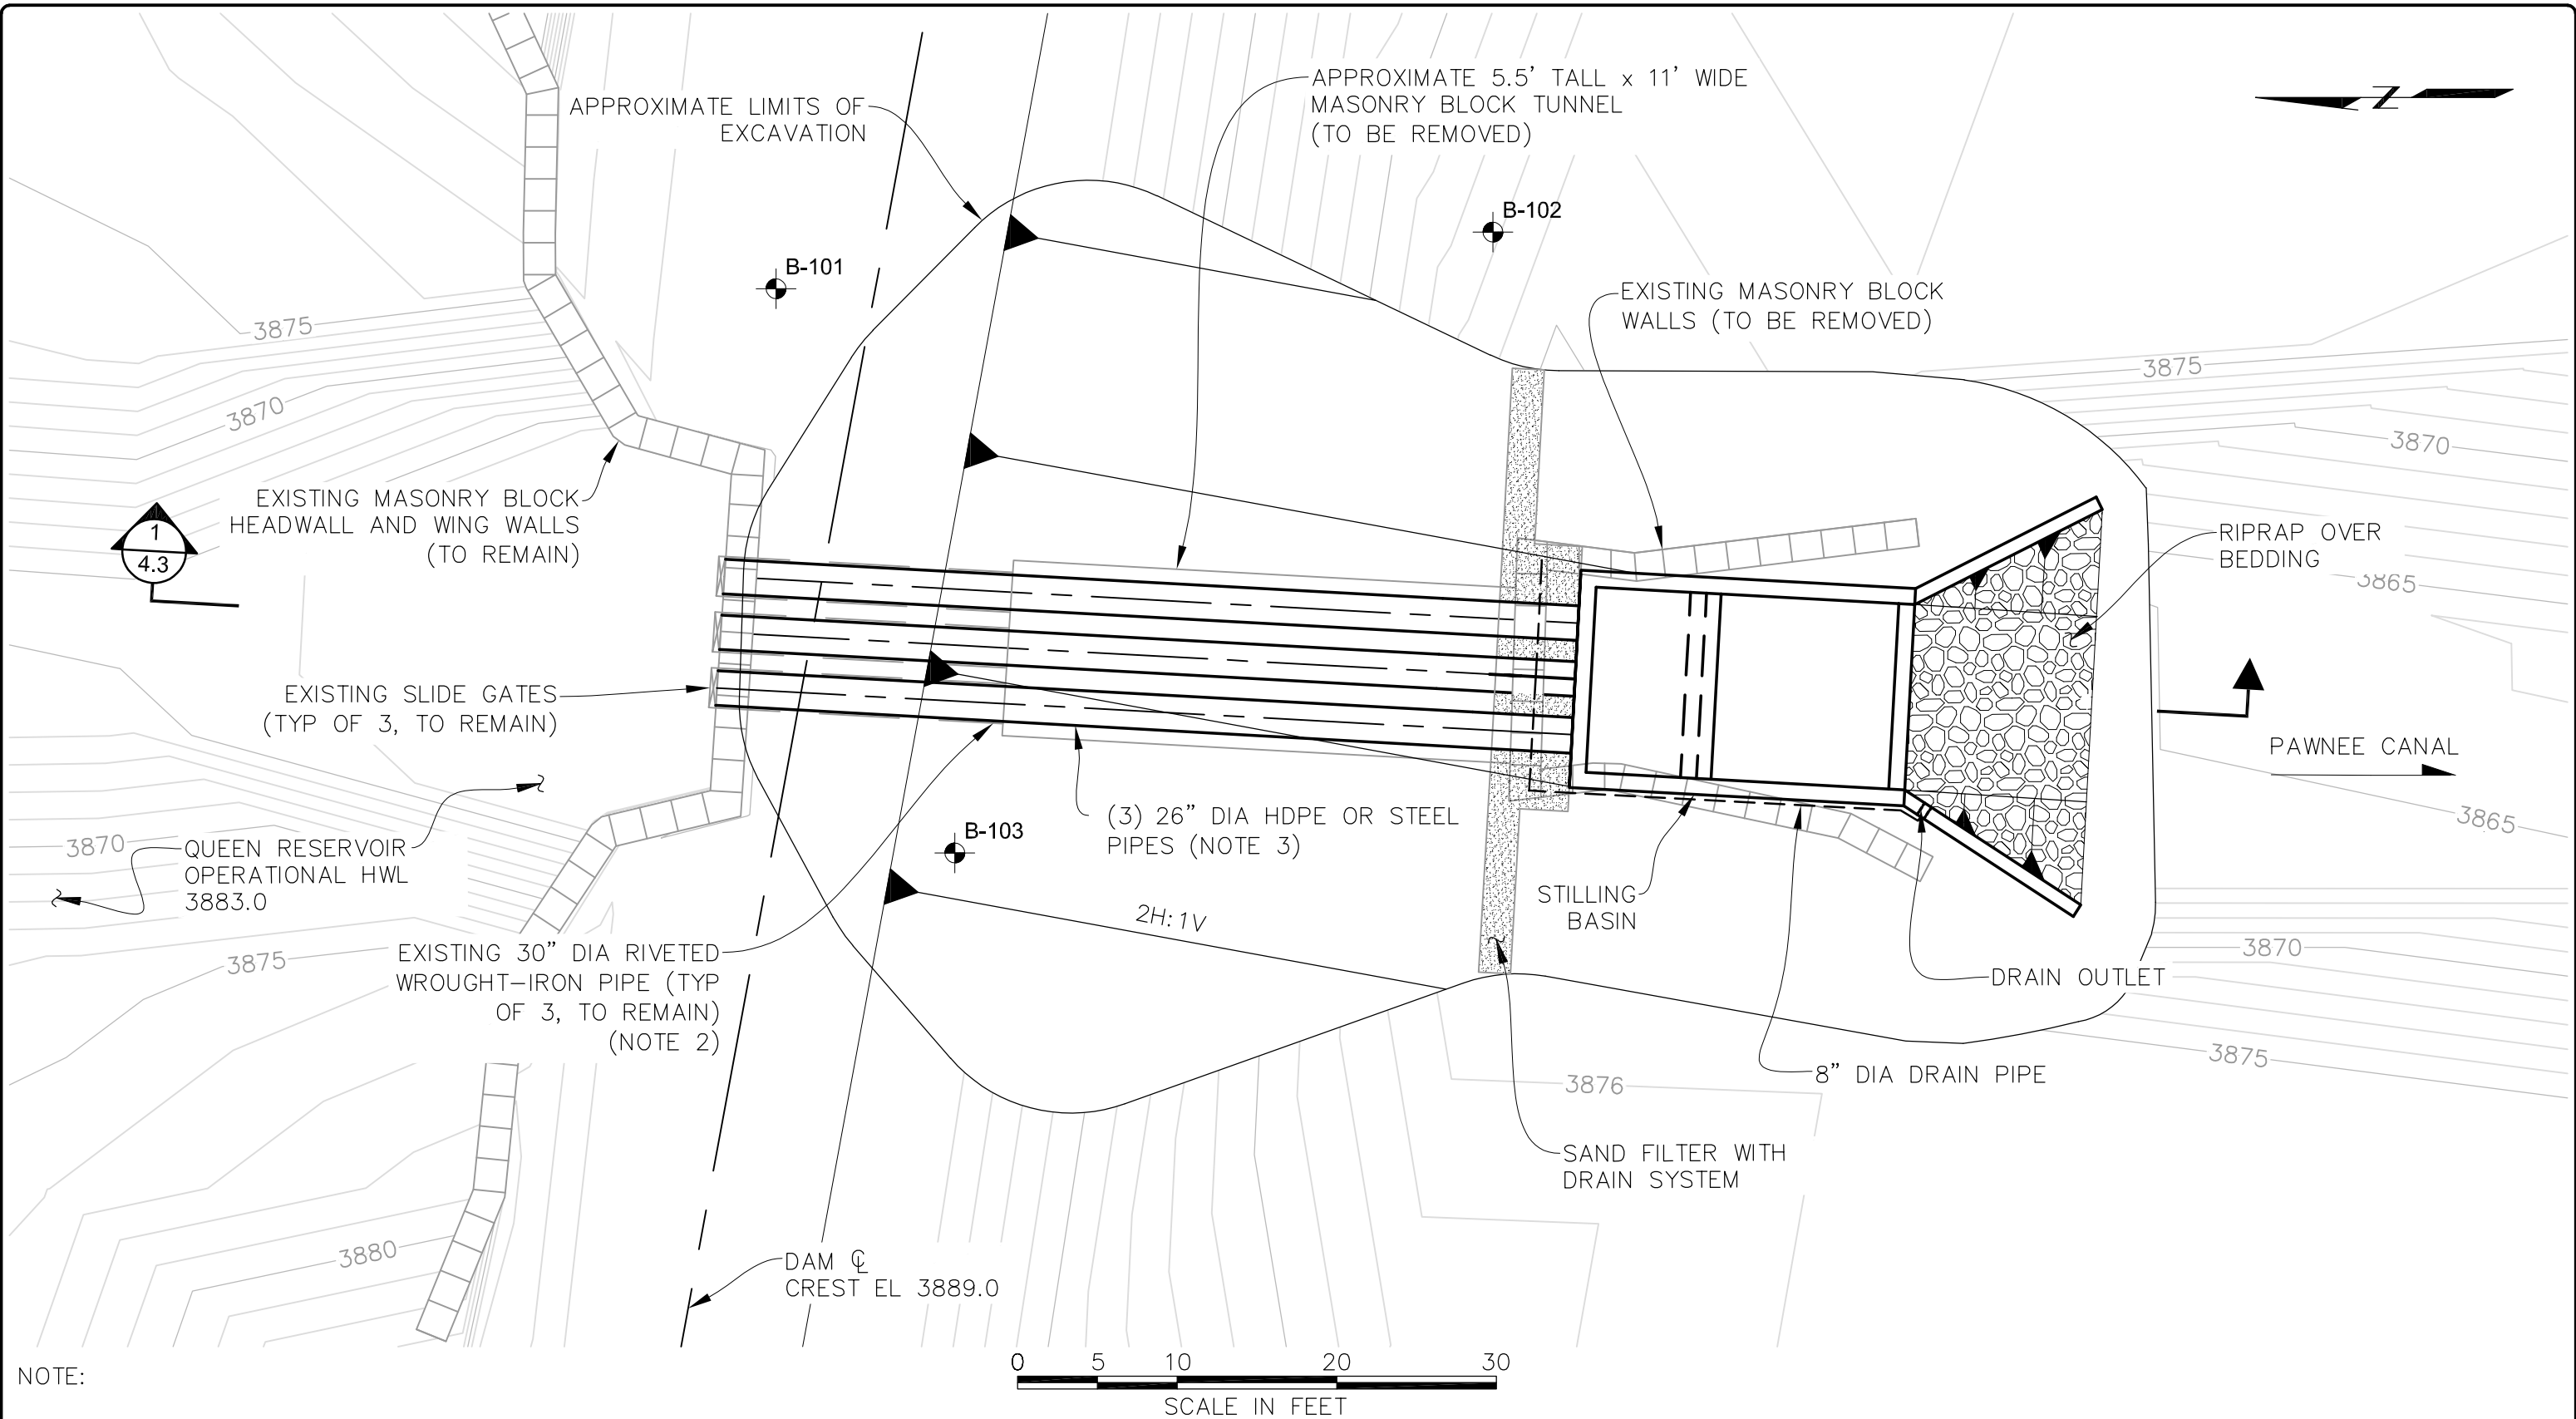 APPROXIMATE LIMITS OF
EXCAVATION
APPROXIMATE 5.5' TALL x 11' WIDE
MASONRY BLOCK TUNNEL
(TO BE REMOVED)
N
B-101
B-102
EXISTING MASONRY BLOCK
WALLS (TO BE REMOVED)
3875
3870
3875
3870
3865
EXISTING MASONRY BLOCK
HEADWALL AND WING WALLS
(TO REMAIN)
1
4.3
RIPRAP OVER
BEDDING
EXISTING SLIDE GATES
(TYP OF 3, TO REMAIN)
PAWNEE CANAL
3865
(3) 26" DIA HDPE OR STEEL
PIPES (NOTE 3)
B-103
3870
QUEEN RESERVOIR
OPERATIONAL HWL
3883.0
STILLING
BASIN
2H:1V
EXISTING 30" DIA RIVETED
WROUGHT-IRON PIPE (TYP
OF 3, TO REMAIN)
(NOTE 2)
3875
3870
DRAIN OUTLET
3875
3876
8" DIA DRAIN PIPE
SAND FILTER WITH
DRAIN SYSTEM
3880
DAM ℄
CREST EL 3889.0
NOTE:
0 5 10 20 30
SCALE IN FEET